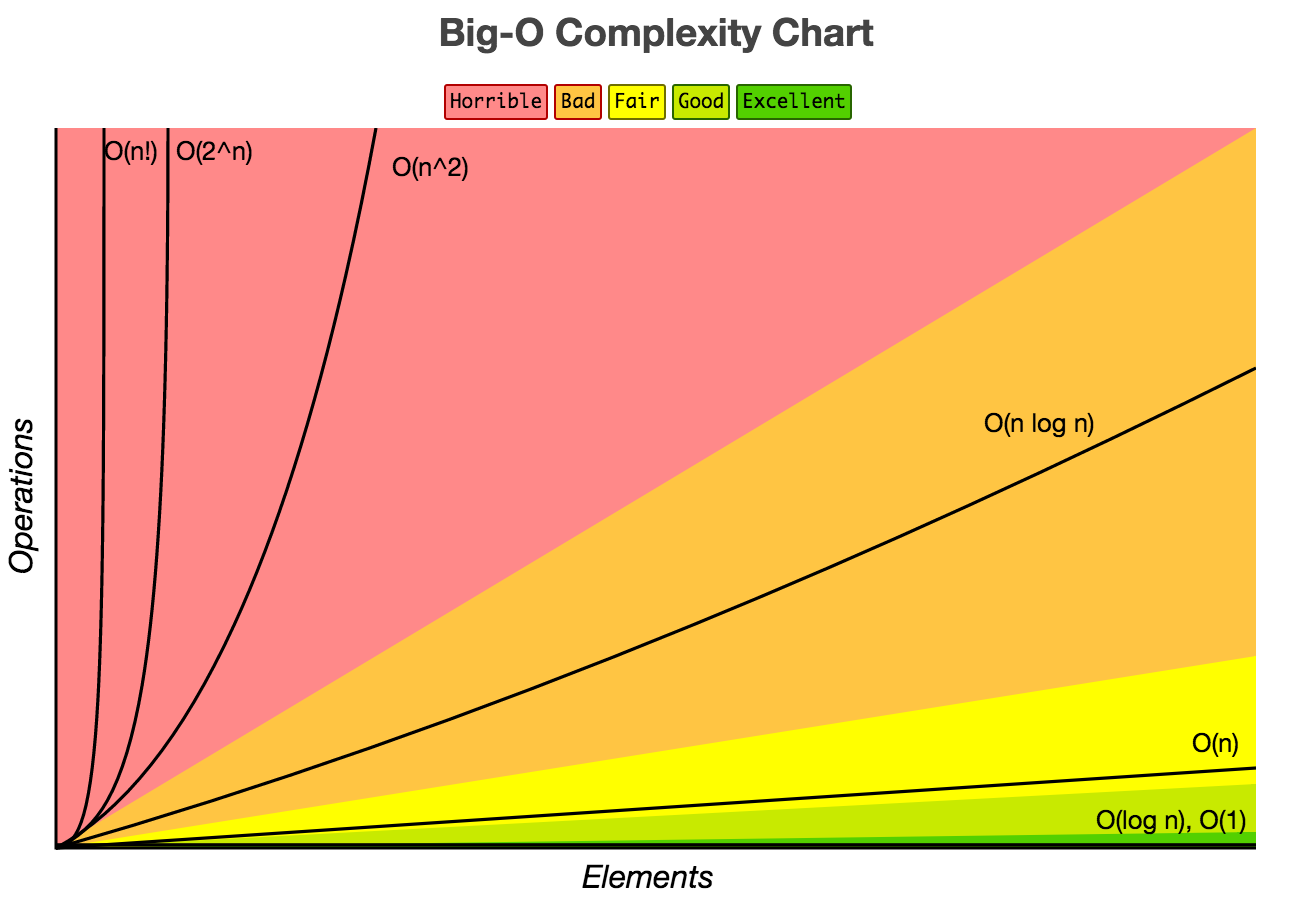 Big-O Complexity Chart
Horrible Bad Fair Good Excellent
O(n!) O(2^n)
O(n^2)
O(n log n)
Operations
O(n)
O(log n), O(1)
Elements